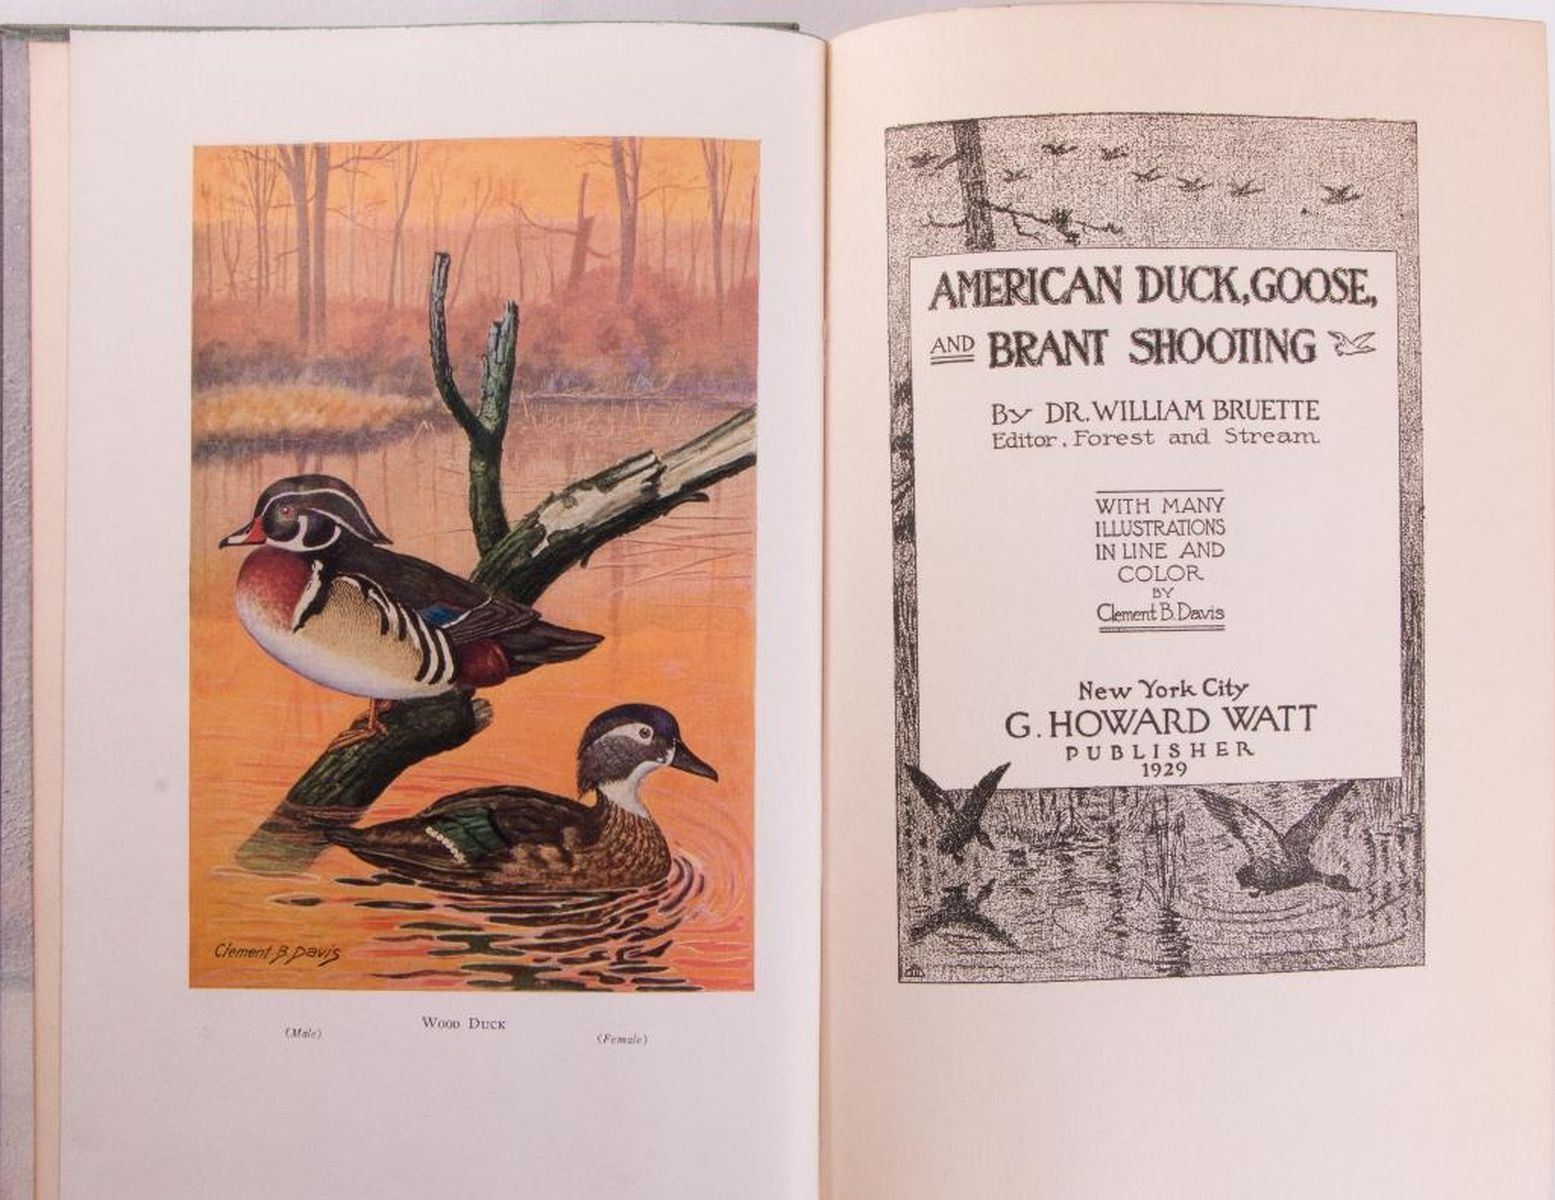 Clement B. Davis
Wood Duck
(Male)
(Female)
AMERICAN DUCK, GOOSE,
AND BRANT SHOOTING
By DR. WILLIAM BRUETTE
Editor, Forest and Stream.
WITH MANY
ILLUSTRATIONS
IN LINE AND
COLOR
BY
Clement B. Davis
New York City
G. HOWARD WATT
PUBLISHER
1929